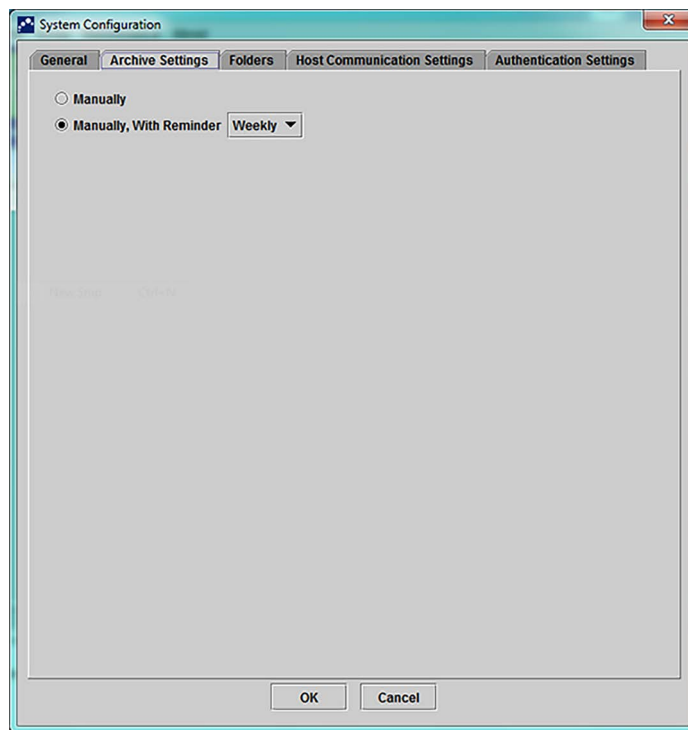 System Configuration
General Archive Settings Folders Host Communication Settings Authentication Settings
Manually
Manually, With Reminder Weekly
OK Cancel